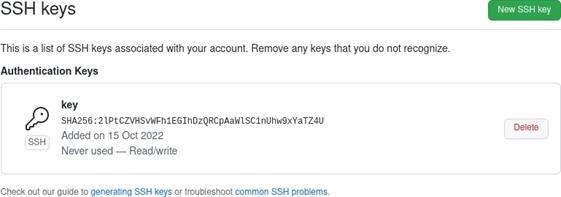 SSH keys
New SSH key
This is a list of SSH keys associated with your account. Remove any keys that you do not recognize.
Authentication Keys
key
SHA256:2lPtCZVHSvWFh1EGIhDzQRCpAaWlSC1nUhw9xYaTZ4U
SSH
Added on 15 Oct 2022
Never used — Read/write
Delete
Check out our guide to generating SSH keys or troubleshoot common SSH problems.